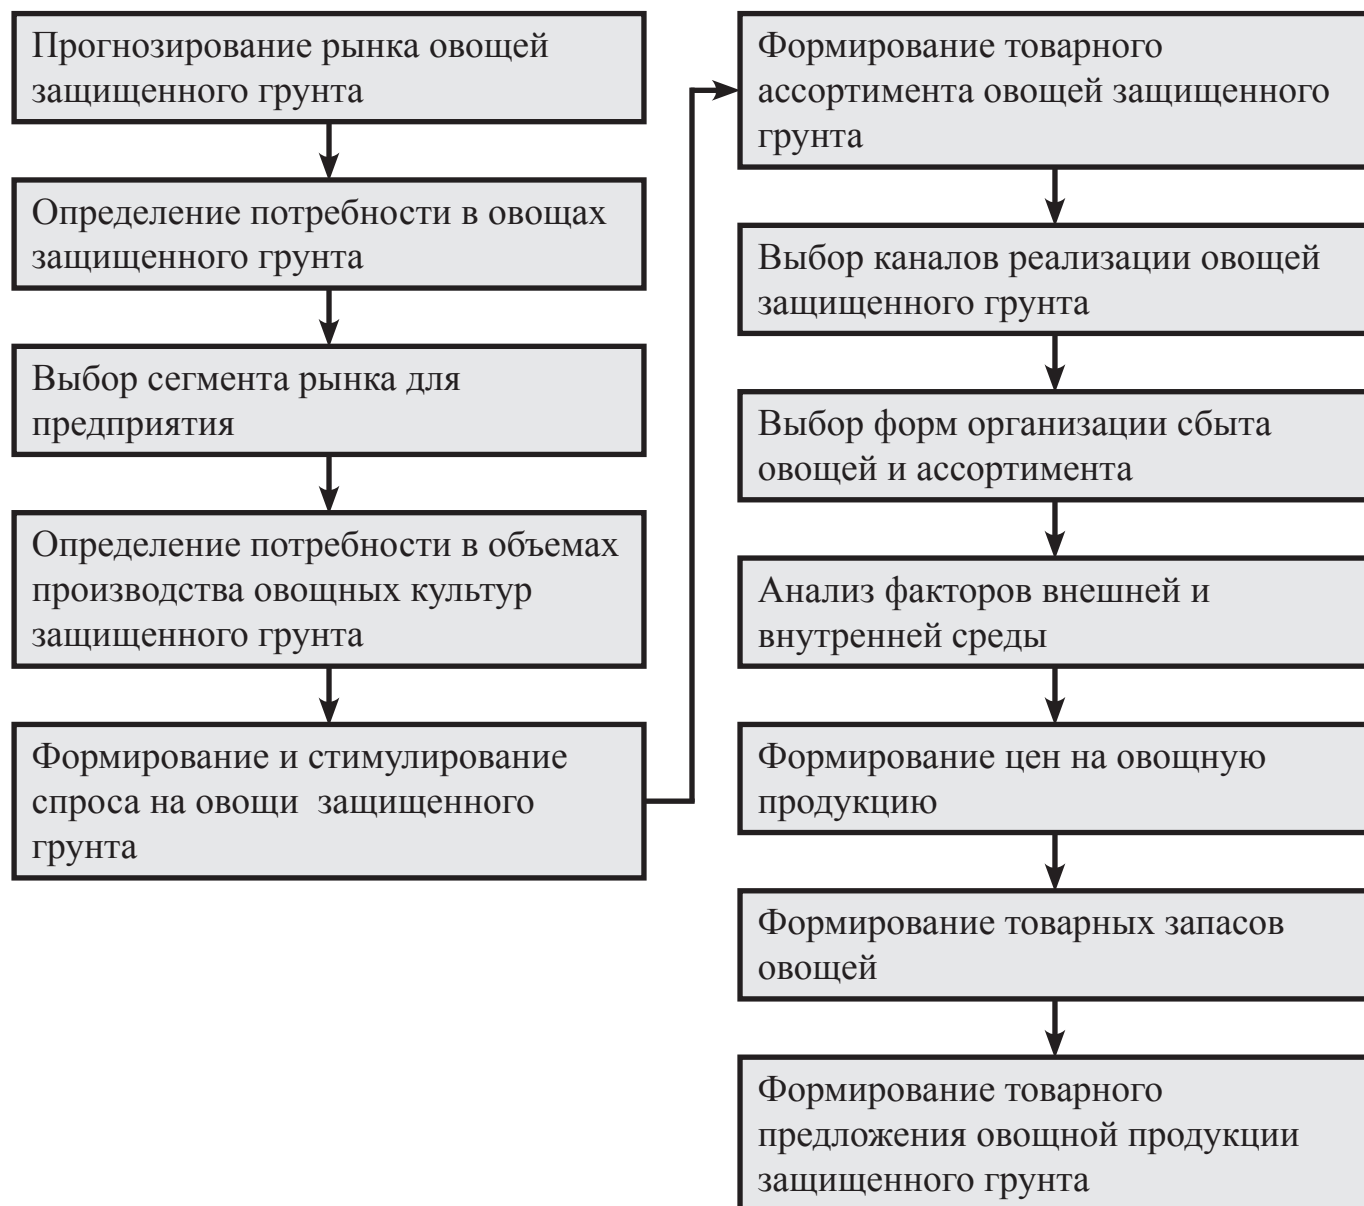 Прогнозирование рынка овощей
защищенного грунта
Определение потребности в овощах
защищенного грунта
Выбор сегмента рынка для
предприятия
Определение потребности в объемах
производства овощных культур
защищенного грунта
Формирование и стимулирование
спроса на овощи  защищенного
грунта
Формирование товарного
ассортимента овощей защищенного
грунта
Выбор каналов реализации овощей
защищенного грунта
Выбор форм организации сбыта
овощей и ассортимента
Анализ факторов внешней и
внутренней среды
Формирование цен на овощную
продукцию
Формирование товарных запасов
овощей
Формирование товарного
предложения овощной продукции
защищенного грунта